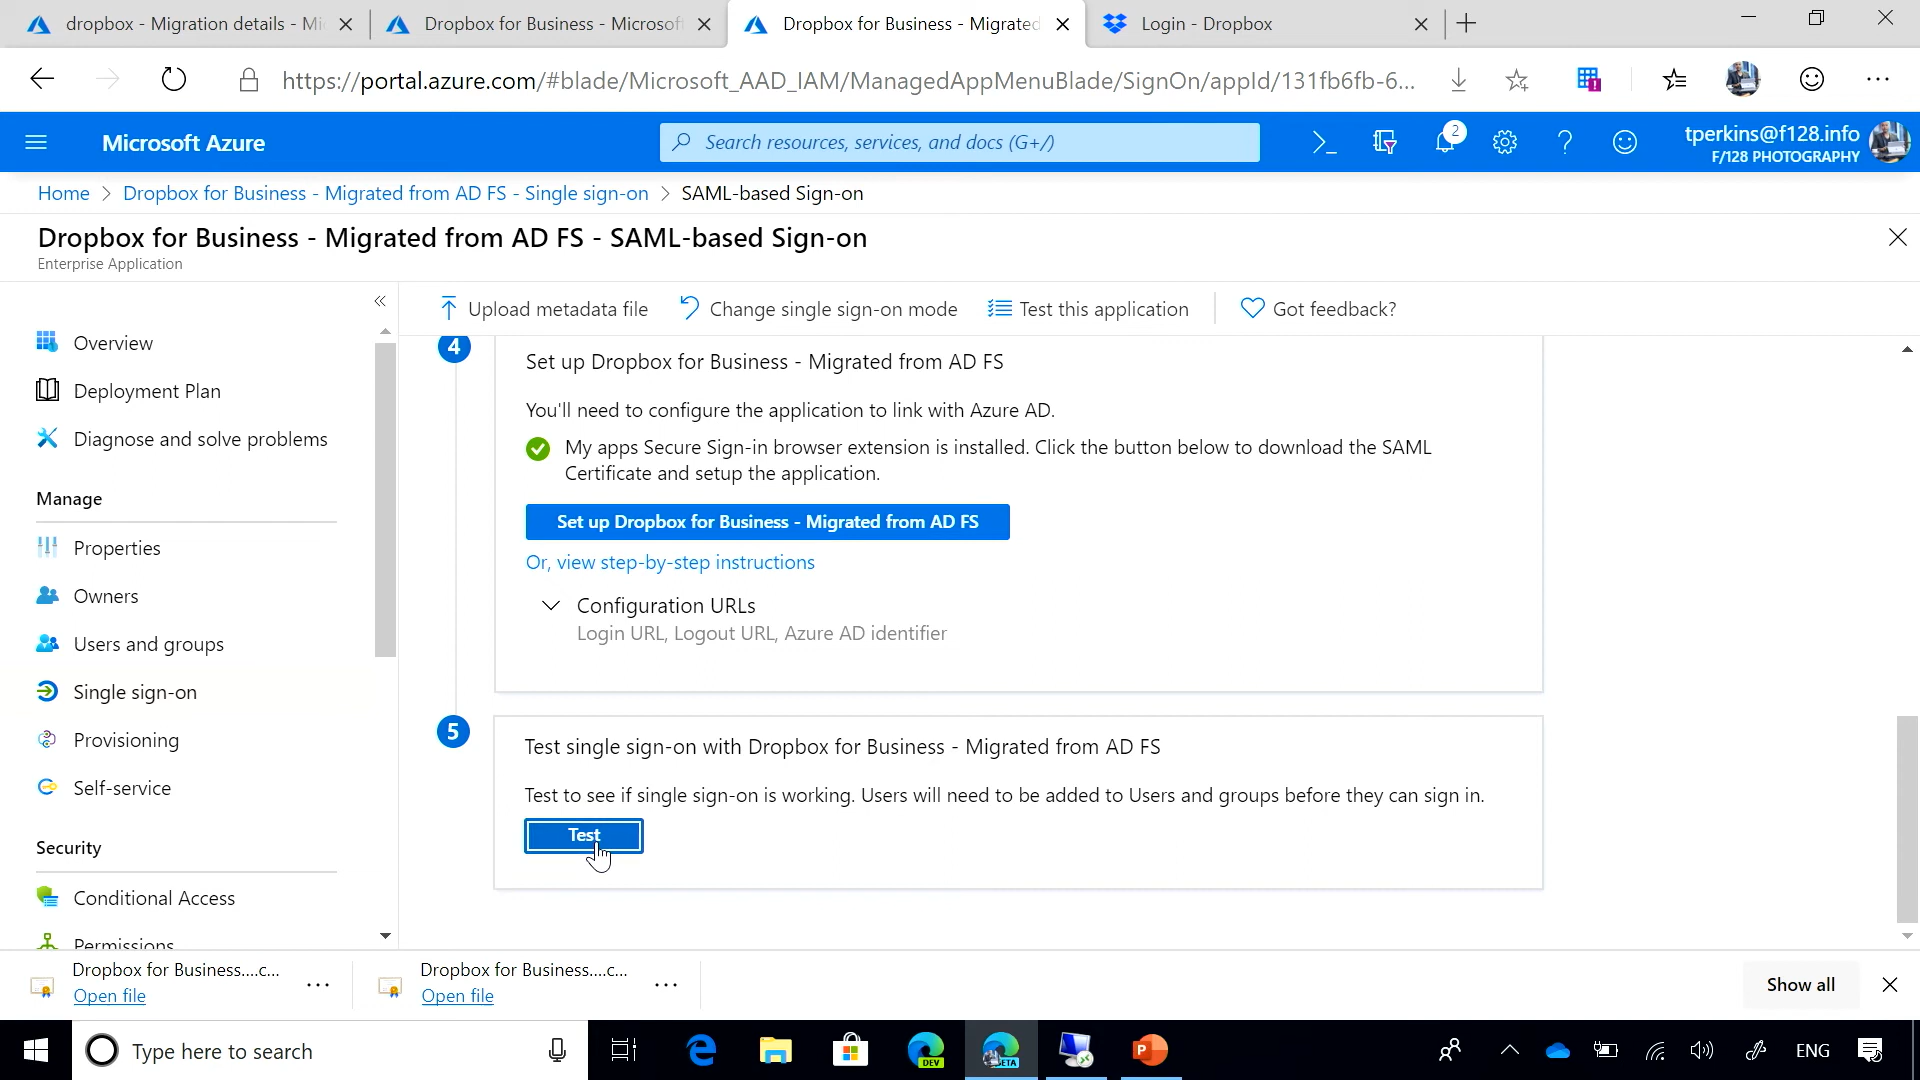 dropbox - Migration details - Mi
Dropbox for Business - Microsoft
Dropbox for Business - Migrated
Login - Dropbox
https://portal.azure.com/#blade/Microsoft_AAD_IAM/ManagedAppMenuBlade/SignOn/appId/131fb6fb-6...
Microsoft Azure
Search resources, services, and docs (G+/)
2
tperkins@f128.info
F/128 PHOTOGRAPHY
Home > Dropbox for Business - Migrated from AD FS - Single sign-on > SAML-based Sign-on
Dropbox for Business - Migrated from AD FS - SAML-based Sign-on
Enterprise Application
Overview
Deployment Plan
Diagnose and solve problems
Manage
Properties
Owners
Users and groups
Single sign-on
Provisioning
Self-service
Security
Conditional Access
Permissions
Upload metadata file
Change single sign-on mode
Test this application
Got feedback?
4
Set up Dropbox for Business - Migrated from AD FS
You'll need to configure the application to link with Azure AD.
My apps Secure Sign-in browser extension is installed. Click the button below to download the SAML
Certificate and setup the application.
Set up Dropbox for Business - Migrated from AD FS
Or, view step-by-step instructions
Configuration URLs
Login URL, Logout URL, Azure AD identifier
5
Test single sign-on with Dropbox for Business - Migrated from AD FS
Test to see if single sign-on is working. Users will need to be added to Users and groups before they can sign in.
Test
Dropbox for Business....c...
Open file
Dropbox for Business....c...
Open file
Show all
Type here to search
DEV
BETA
P
ENG